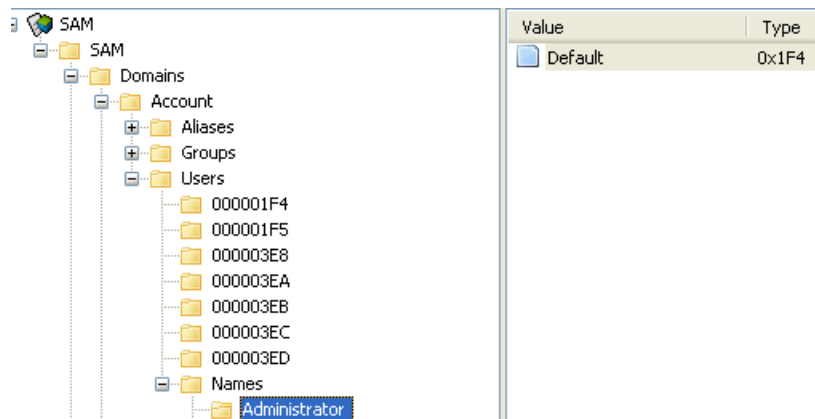 SAM
SAM
Domains
Account
Aliases
Groups
Users
000001F4
000001F5
000003E8
000003EA
000003EB
000003EC
000003ED
Names
Administrator
Value Type
Default 0x1F4